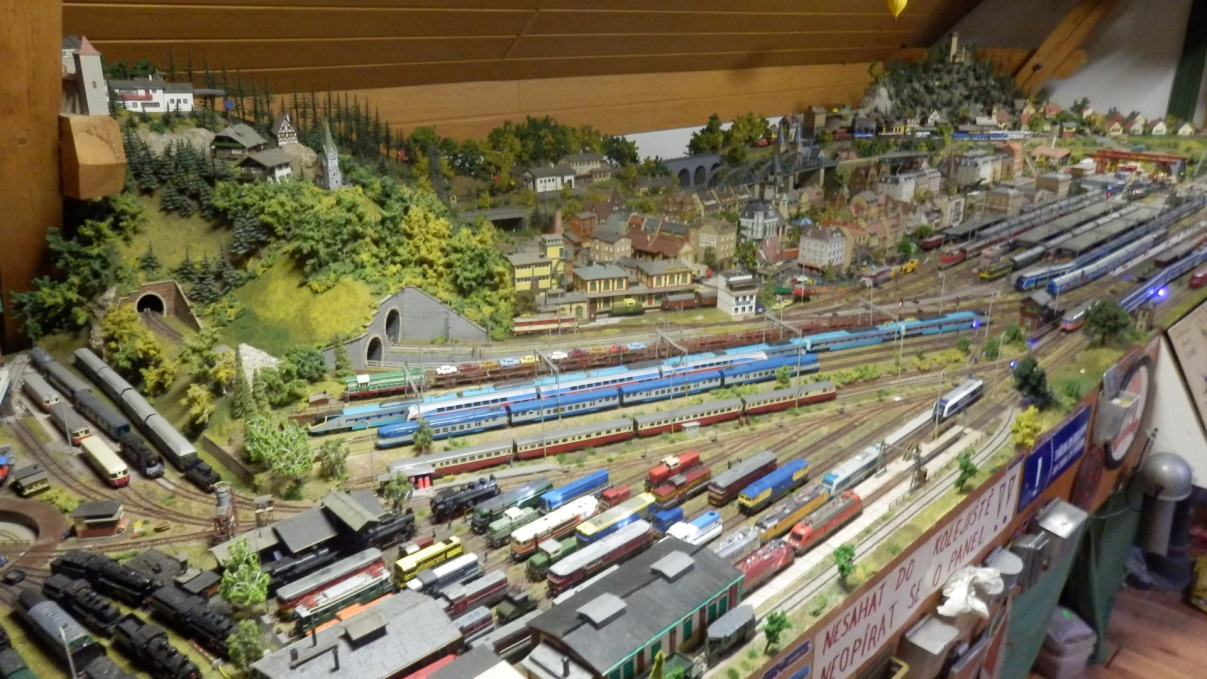 NESAHAT DO KOLEJIŠTĚ !!
NEOPÍRAT SE O PANEL !